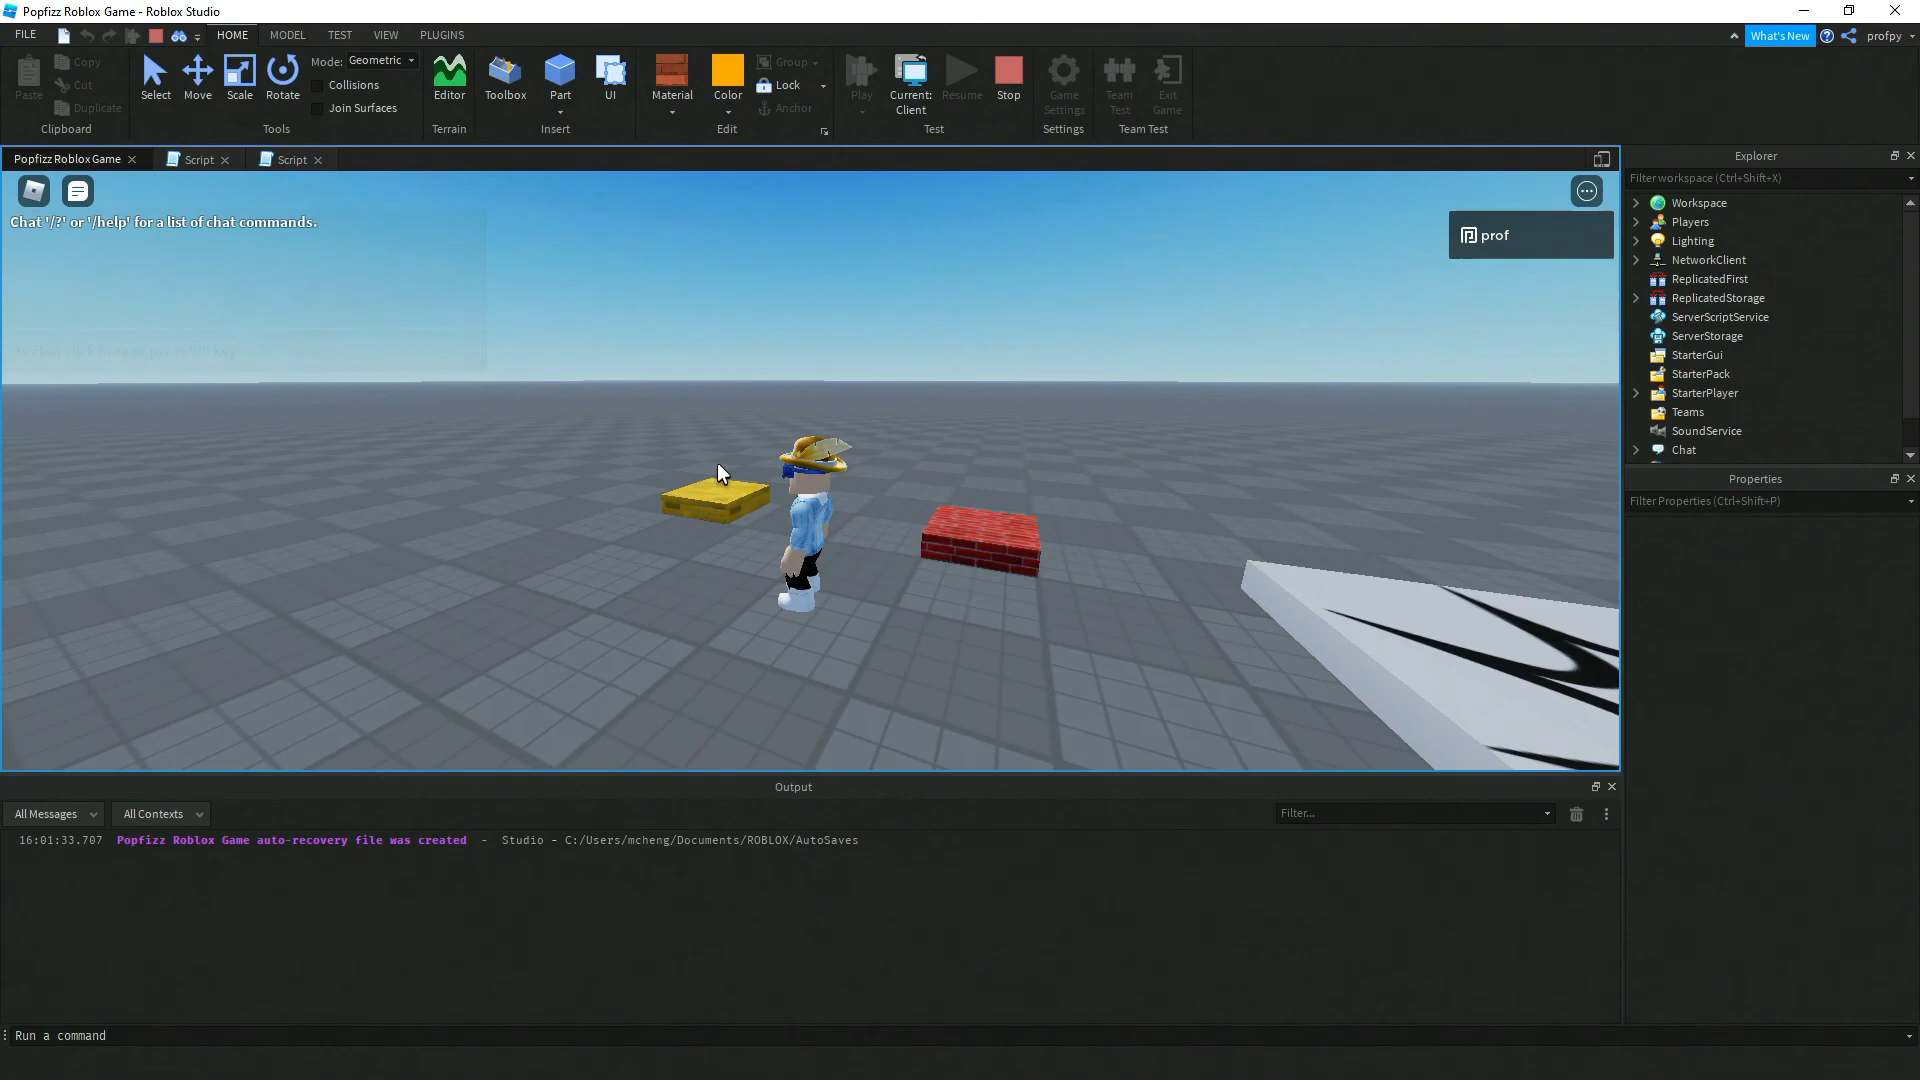 Popfizz Roblox Game - Roblox Studio
FILE
HOME
MODEL
TEST
VIEW
PLUGINS
What's New
profpy
Paste
Copy
Cut
Duplicate
Clipboard
Select
Move
Scale
Rotate
Mode:
Geometric
Collisions
Join Surfaces
Tools
Editor
Terrain
Toolbox
Part
UI
Insert
Material
Color
Group
Lock
Anchor
Edit
Play
Current:
Client
Resume
Stop
Test
Game
Settings
Settings
Team
Test
Exit
Game
Team Test
Popfizz Roblox Game
Script
Script
Chat '/?' or '/help' for a list of chat commands.
prof
Explorer
Filter workspace (Ctrl+Shift+X)
Workspace
Players
Lighting
NetworkClient
ReplicatedFirst
ReplicatedStorage
ServerScriptService
ServerStorage
StarterGui
StarterPack
StarterPlayer
Teams
SoundService
Chat
Properties
Filter Properties (Ctrl+Shift+P)
Output
All Messages
All Contexts
Filter...
16:01:33.707 Popfizz Roblox Game auto-recovery file was created - Studio - C:/Users/mcheng/Documents/ROBLOX/AutoSaves
Run a command